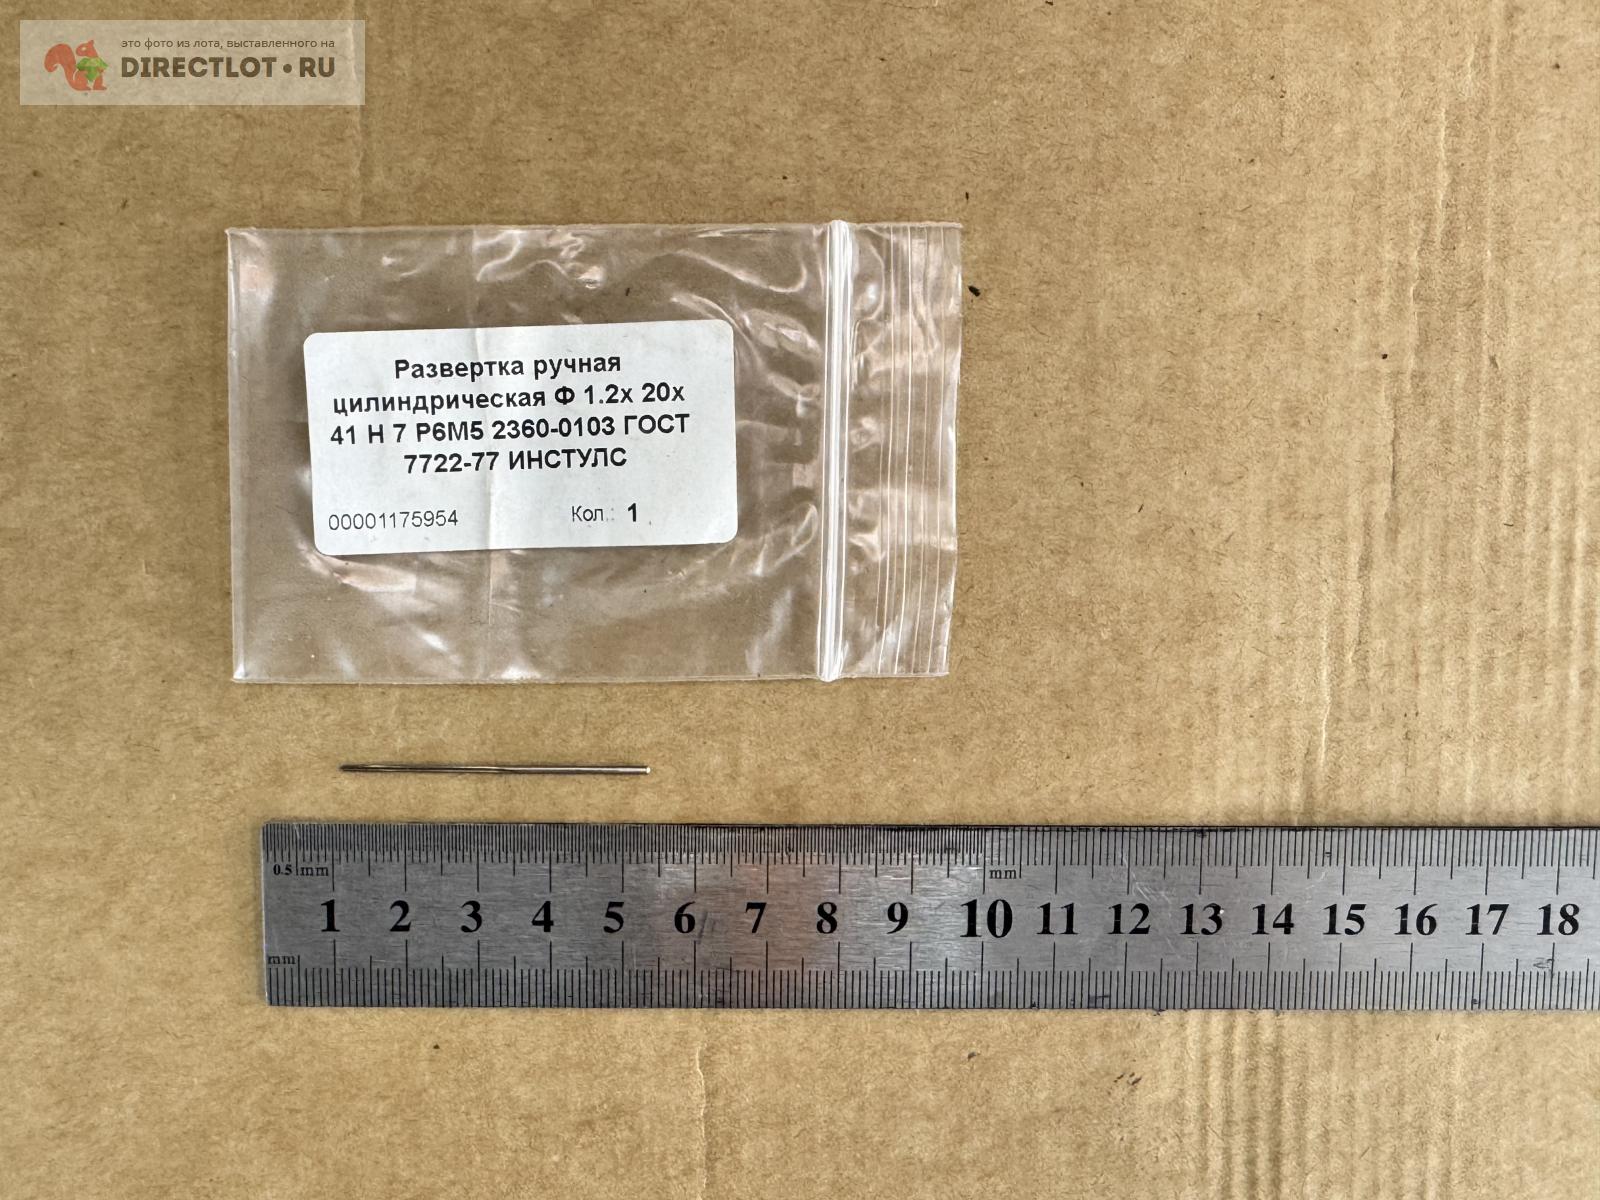 это фото из лота, выставленного на
DIRECTLOT•RU
Развертка ручная
цилиндрическая Ф 1.2х 20х
41 Н 7 Р6М5 2360-0103 ГОСТ
7722-77 ИНСТУЛС
00001175954 Кол.: 1
0.5 mm mm
1 2 3 4 5 6 7 8 9 10 11 12 13 14 15 16 17 18
mm